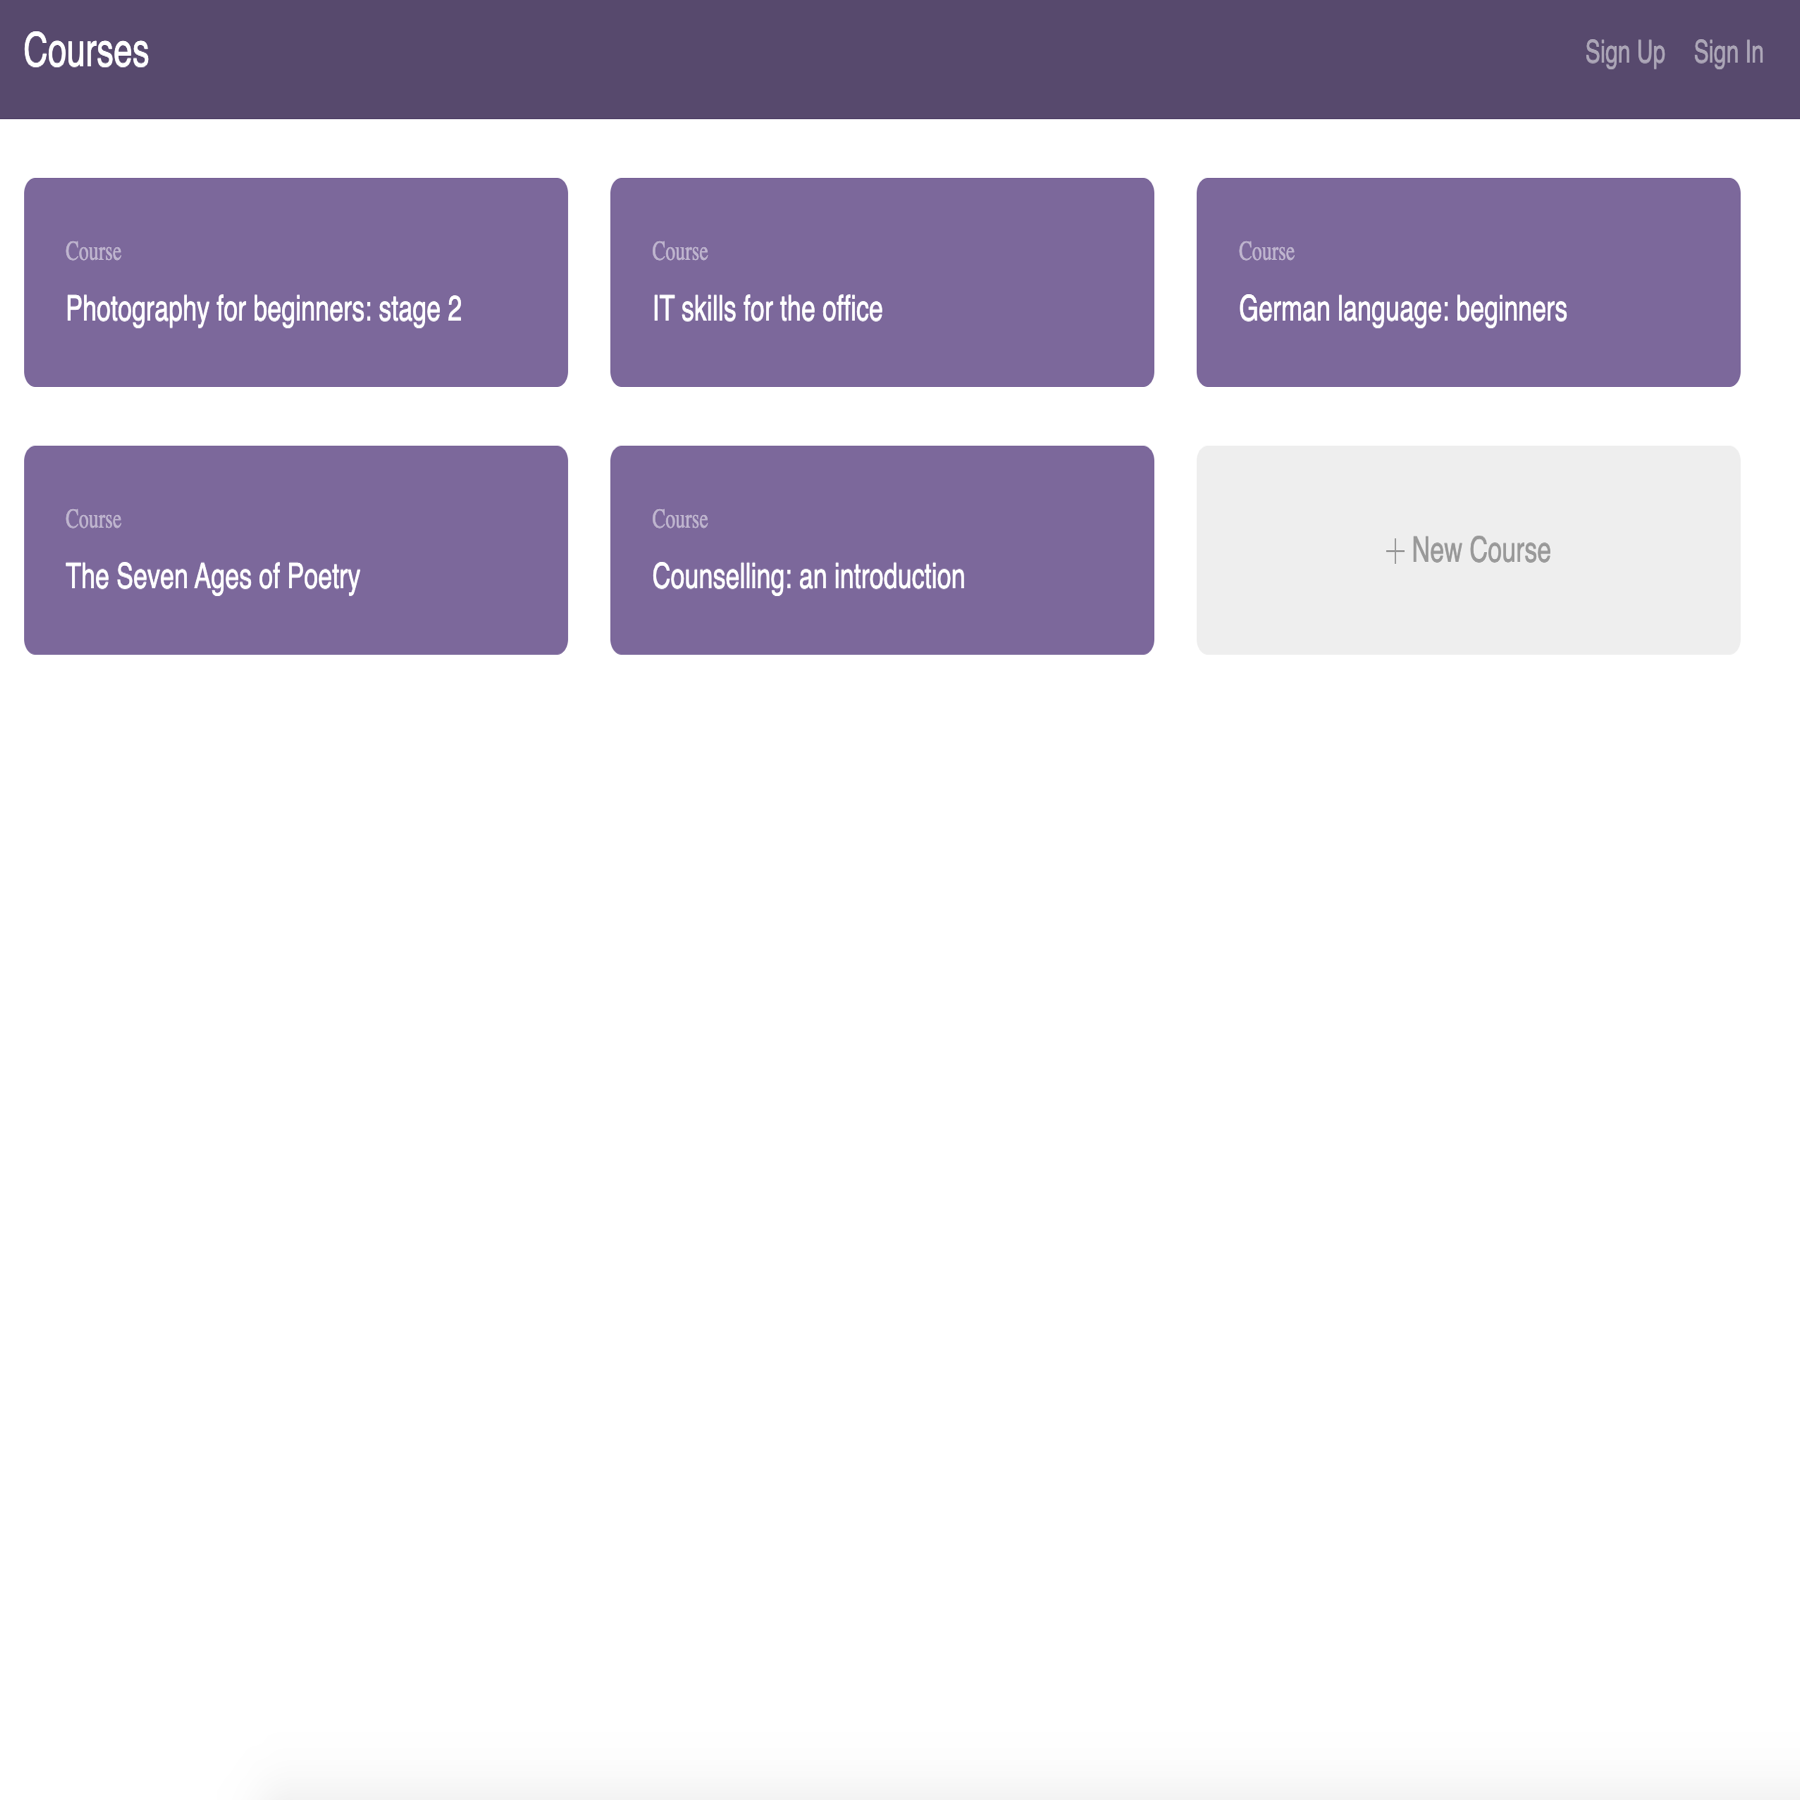 Courses
Sign Up
Sign In
Course
Photography for beginners: stage 2
Course
IT skills for the office
Course
German language: beginners
Course
The Seven Ages of Poetry
Course
Counselling: an introduction
+ New Course